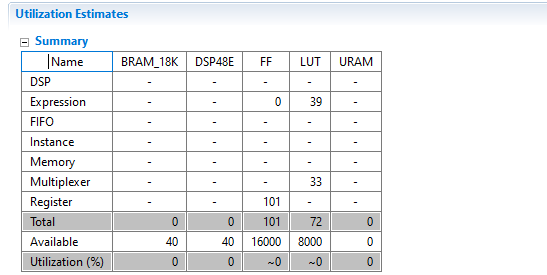 Utilization Estimates
Summary
Name BRAM_18K DSP48E FF LUT URAM
DSP - - - - -
Expression - - 0 39 -
FIFO - - - - -
Instance - - - - -
Memory - - - - -
Multiplexer - - - 33 -
Register - - 101 - -
Total 0 0 101 72 0
Available 40 40 16000 8000 0
Utilization (%) 0 0 ~0 ~0 0